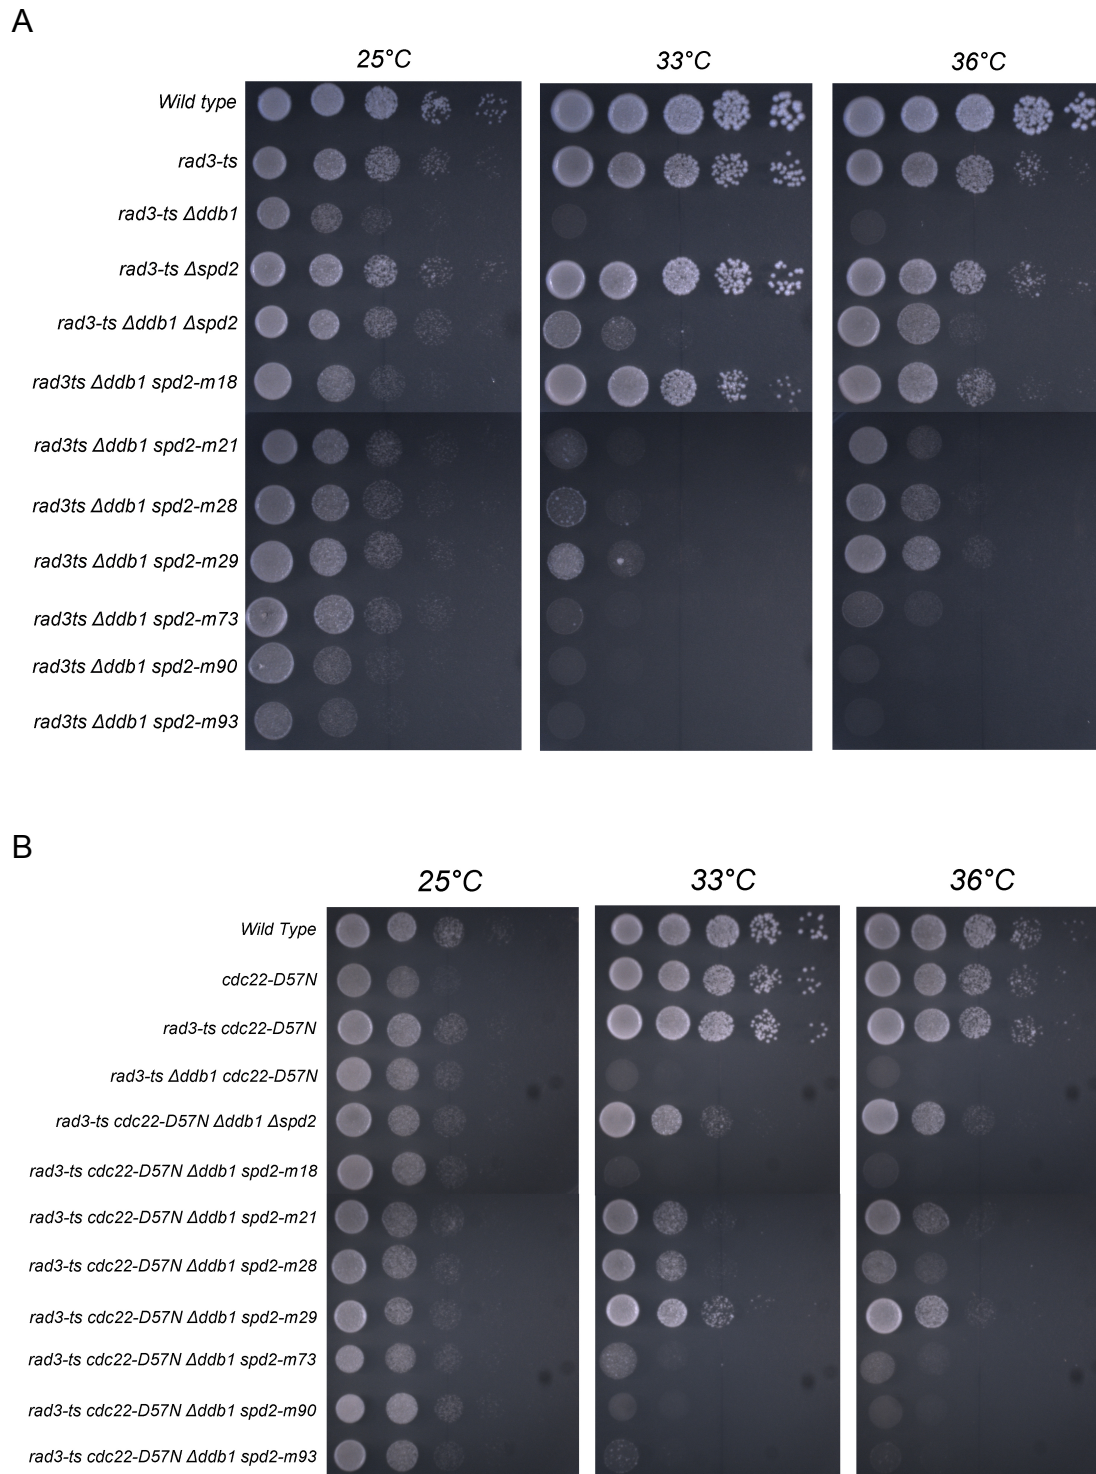 A
25°C 33°C 36°C
Wild type
rad3-ts
rad3-ts Δddb1
rad3-ts Δspd2
rad3-ts Δddb1 Δspd2
rad3ts Δddb1 spd2-m18
rad3ts Δddb1 spd2-m21
rad3ts Δddb1 spd2-m28
rad3ts Δddb1 spd2-m29
rad3ts Δddb1 spd2-m73
rad3ts Δddb1 spd2-m90
rad3ts Δddb1 spd2-m93
B
25°C 33°C 36°C
Wild Type
cdc22-D57N
rad3-ts cdc22-D57N
rad3-ts Δddb1 cdc22-D57N
rad3-ts cdc22-D57N Δddb1 Δspd2
rad3-ts cdc22-D57N Δddb1 spd2-m18
rad3-ts cdc22-D57N Δddb1 spd2-m21
rad3-ts cdc22-D57N Δddb1 spd2-m28
rad3-ts cdc22-D57N Δddb1 spd2-m29
rad3-ts cdc22-D57N Δddb1 spd2-m73
rad3-ts cdc22-D57N Δddb1 spd2-m90
rad3-ts cdc22-D57N Δddb1 spd2-m93